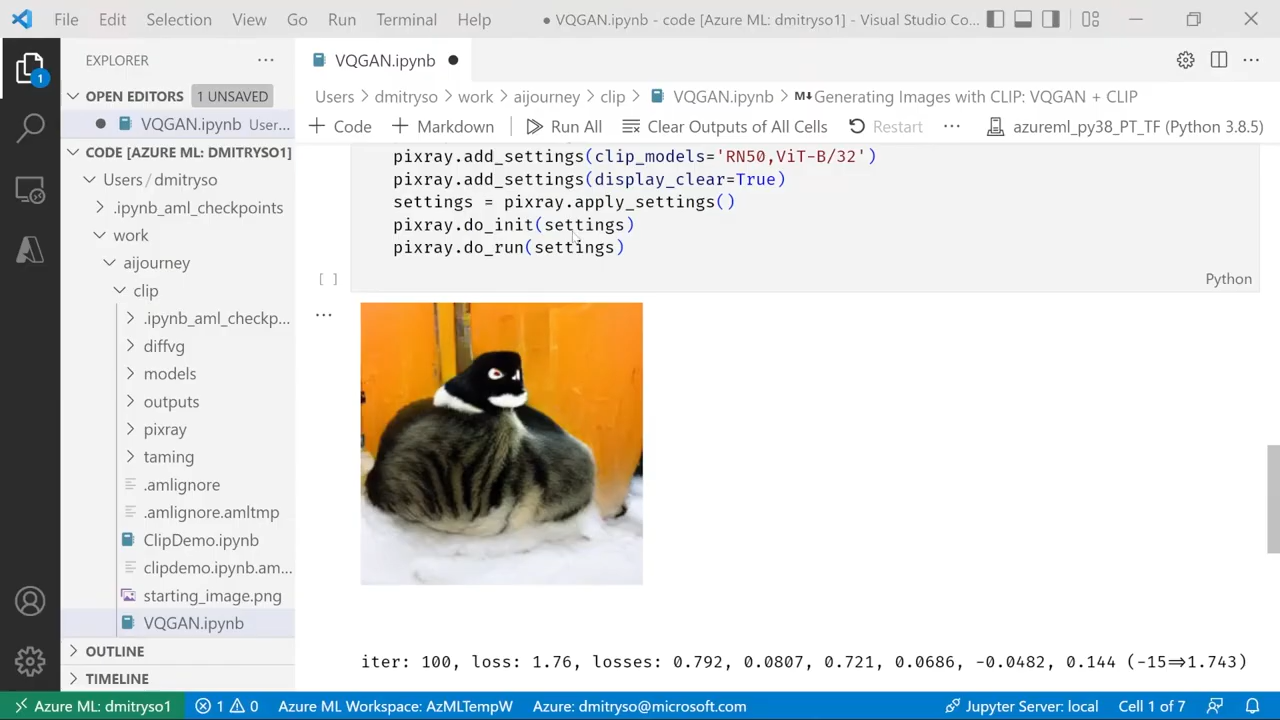 File Edit Selection View Go Run Terminal Help ● VQGAN.ipynb - code [Azure ML: dmitryso1] - Visual Studio Co...
EXPLORER
OPEN EDITORS 1 UNSAVED
VQGAN.ipynb User...
CODE [AZURE ML: DMITRYSO1]
Users / dmitryso
.ipynb_aml_checkpoints
work
aijourney
clip
.ipynb_aml_checkp...
diffvg
models
outputs
pixray
taming
.amlignore
.amlignore.amltmp
ClipDemo.ipynb
clipdemo.ipynb.am...
starting_image.png
VQGAN.ipynb
OUTLINE
TIMELINE
VQGAN.ipynb ●
Users > dmitryso > work > aijourney > clip > VQGAN.ipynb > M↓Generating Images with CLIP: VQGAN + CLIP
+ Code + Markdown Run All Clear Outputs of All Cells Restart ... azureml_py38_PT_TF (Python 3.8.5)
pixray.add_settings(clip_models='RN50,ViT-B/32')
pixray.add_settings(display_clear=True)
settings = pixray.apply_settings()
pixray.do_init(settings)
pixray.do_run(settings)
[ ] Python
...
iter: 100, loss: 1.76, losses: 0.792, 0.0807, 0.721, 0.0686, -0.0482, 0.144 (-15=>1.743)
1
Azure ML: dmitryso1 1 0 Azure ML Workspace: AzMLTempW Azure: dmitryso@microsoft.com Jupyter Server: local Cell 1 of 7